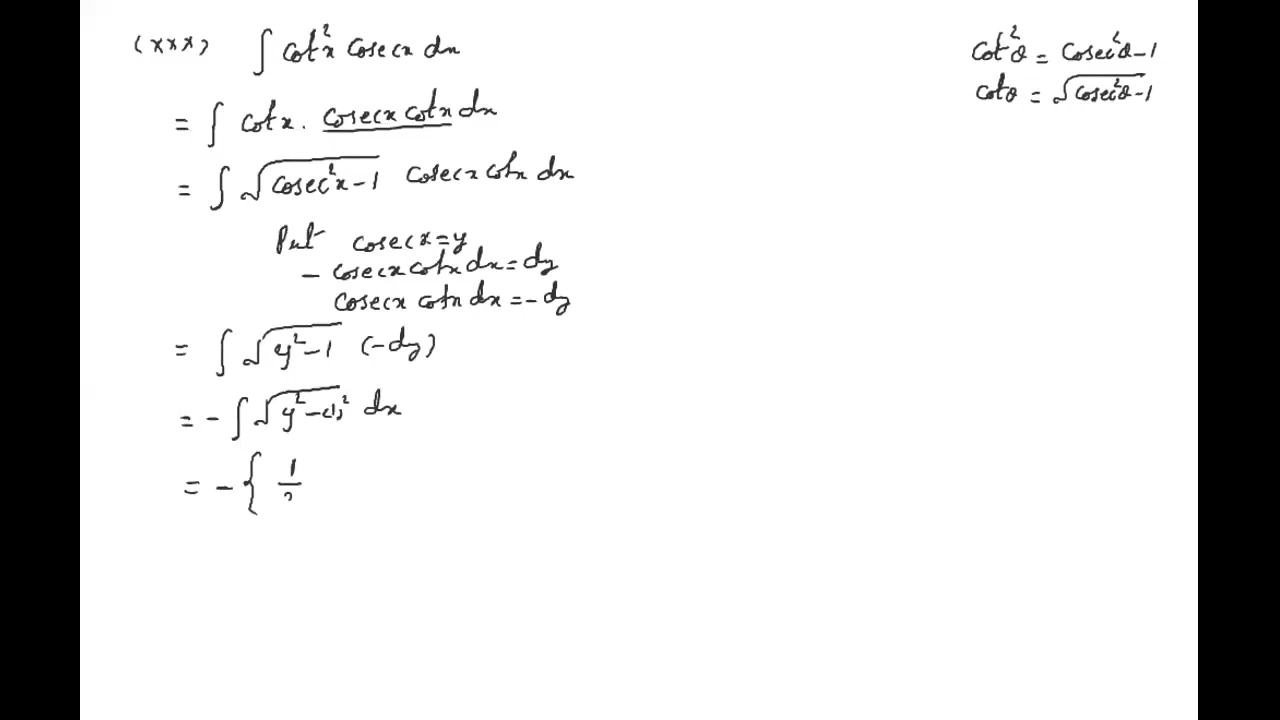 (xxx) ∫ cot²x cosecx dx
cot²θ = cosec²θ-1
cotθ = √cosec²θ-1
= ∫ cotx . cosecx cotx dx
= ∫ √cosec²x-1 cosecx cotx dx
Put cosecx=y
- cosecx cotx dx=dy
cosecx cotx dx=-dy
= ∫ √y²-1 (-dy)
= - ∫ √y²-(1)² dx
= - { 1/2